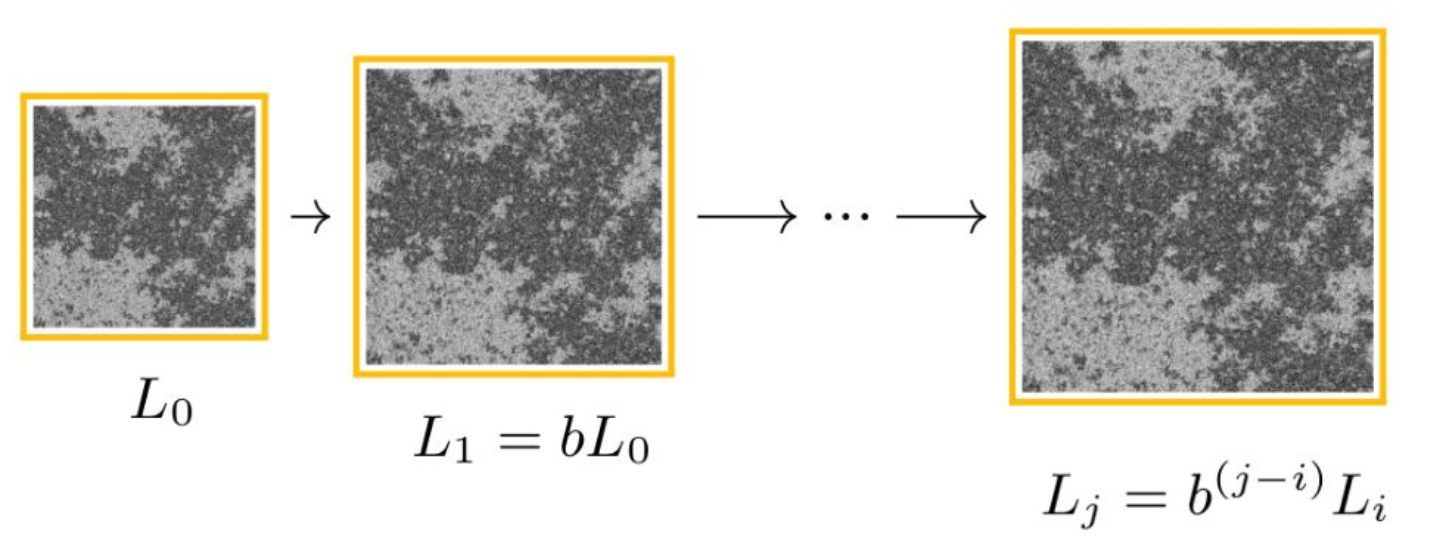 L_0
L_1 = bL_0
L_j = b^{(j-i)} L_i